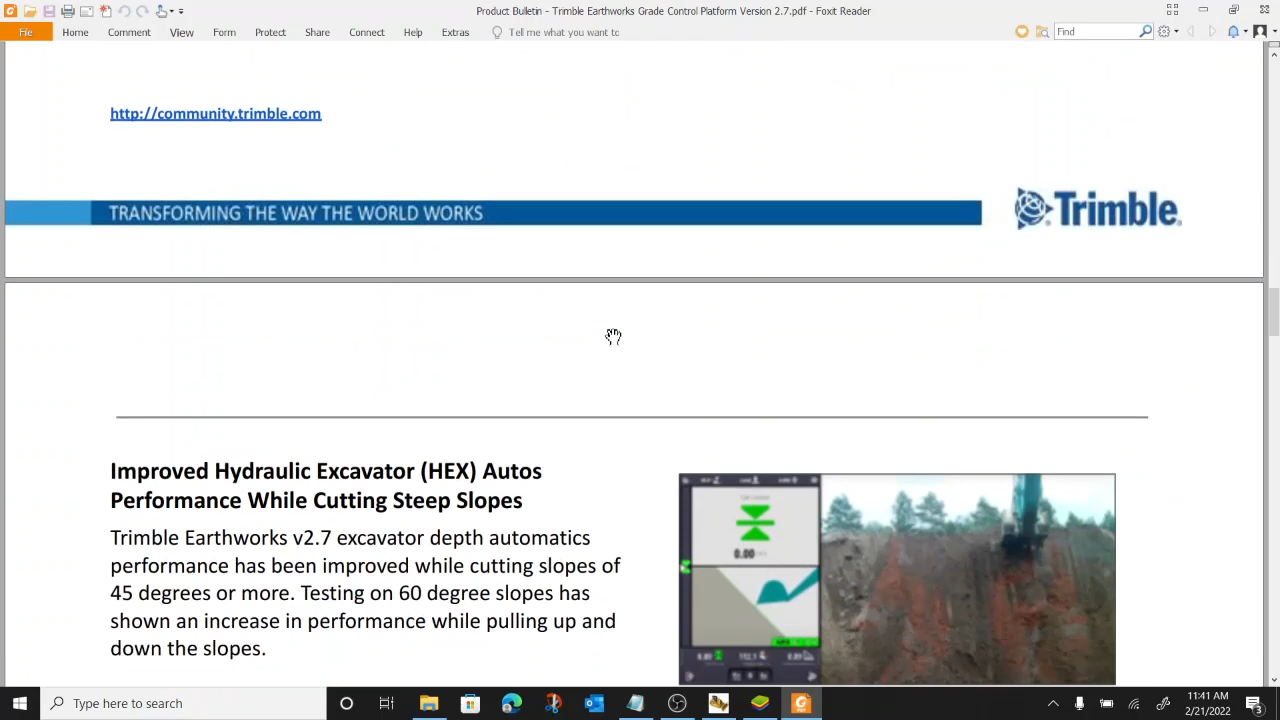 Product Bulletin - Trimble Earthworks Grade Control Platform Version 2.7.pdf - Foxit Reader
File Home Comment View Form Protect Share Connect Help Extras Tell me what you want to Find
http://community.trimble.com
TRANSFORMING THE WAY THE WORLD WORKS
Trimble
Improved Hydraulic Excavator (HEX) Autos
Performance While Cutting Steep Slopes
Trimble Earthworks v2.7 excavator depth automatics
performance has been improved while cutting slopes of
45 degrees or more. Testing on 60 degree slopes has
shown an increase in performance while pulling up and
down the slopes.
0.00
Type here to search
11:41 AM
2/21/2022
3